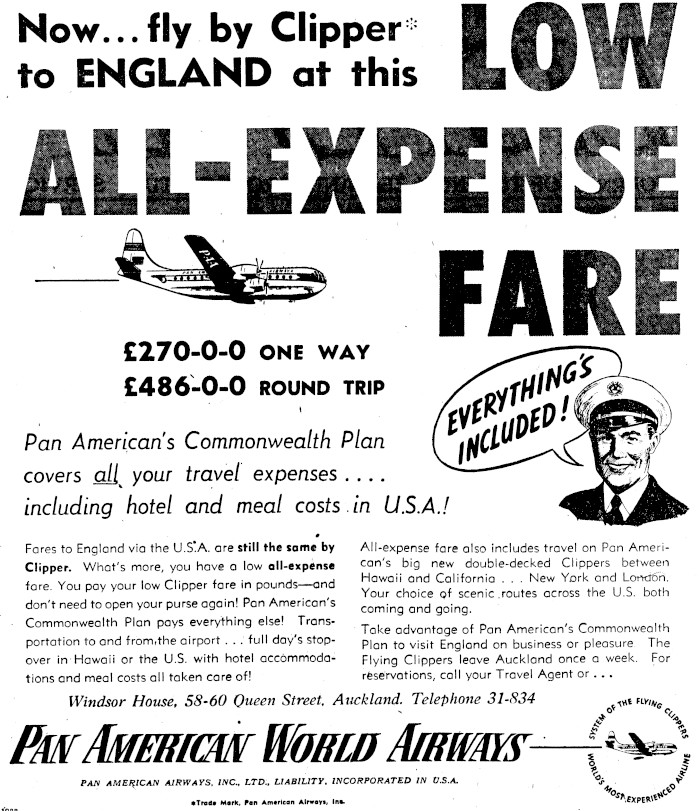 Now...fly by Clipper*
to ENGLAND at this
LOW
ALL-EXPENSE
FARE
PAA
PAN AMERICAN AIRWAYS
£270-0-0 ONE WAY
£486-0-0 ROUND TRIP
EVERYTHING'S
INCLUDED!
Pan American's Commonwealth Plan
covers all your travel expenses ....
including hotel and meal costs in U.S.A.!
Fares to England via the U.S.A. are still the same by
Clipper. What's more, you have a low all-expense
fare. You pay your low Clipper fare in pounds—and
don't need to open your purse again! Pan American's
Commonwealth Plan pays everything else! Trans-
portation to and from the airport ... full day's stop-
over in Hawaii or the U.S. with hotel accommoda-
tions and meal costs all taken care of!
All-expense fare also includes travel on Pan Ameri-
can's big new double-decked Clippers between
Hawaii and California ... New York and London.
Your choice of scenic routes across the U.S. both
coming and going.
Take advantage of Pan American's Commonwealth
Plan to visit England on business or pleasure The
Flying Clippers leave Auckland once a week. For
reservations, call your Travel Agent or ...
Windsor House, 58-60 Queen Street, Auckland. Telephone 31-834
PAN AMERICAN WORLD AIRWAYS
SYSTEM OF THE FLYING CLIPPERS
WORLD'S MOST EXPERIENCED AIRLINE
PAN AMERICAN AIRWAYS, INC., LTD., LIABILITY, INCORPORATED IN U.S.A.
*Trade Mark, Pan American Airways, Inc.